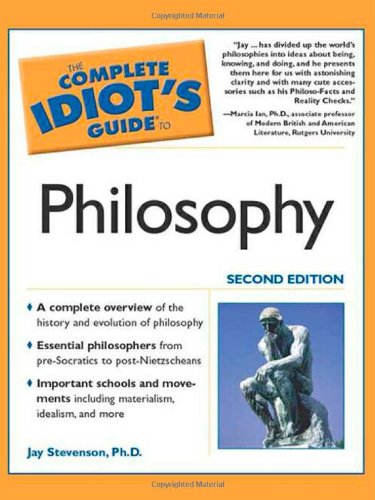 Copyrighted Material
THE
COMPLETE
IDIOT'S
GUIDE® to
"Jay ... has divided up the world's
philosophies into ideas about being,
knowing, and doing, and he presents
them here for us with astonishing
clarity and with many cute acces-
sories such as his Philoso-Facts and
Reality Checks."
—Marcia Ian, Ph.D., associate professor
of Modern British and American
Literature, Rutgers University
Philosophy
SECOND EDITION
♦ A complete overview of the
history and evolution of philosophy
♦ Essential philosophers from
pre-Socratics to post-Nietzscheans
♦ Important schools and move-
ments including materialism,
idealism, and more
Jay Stevenson, Ph.D.
Copyrighted Material